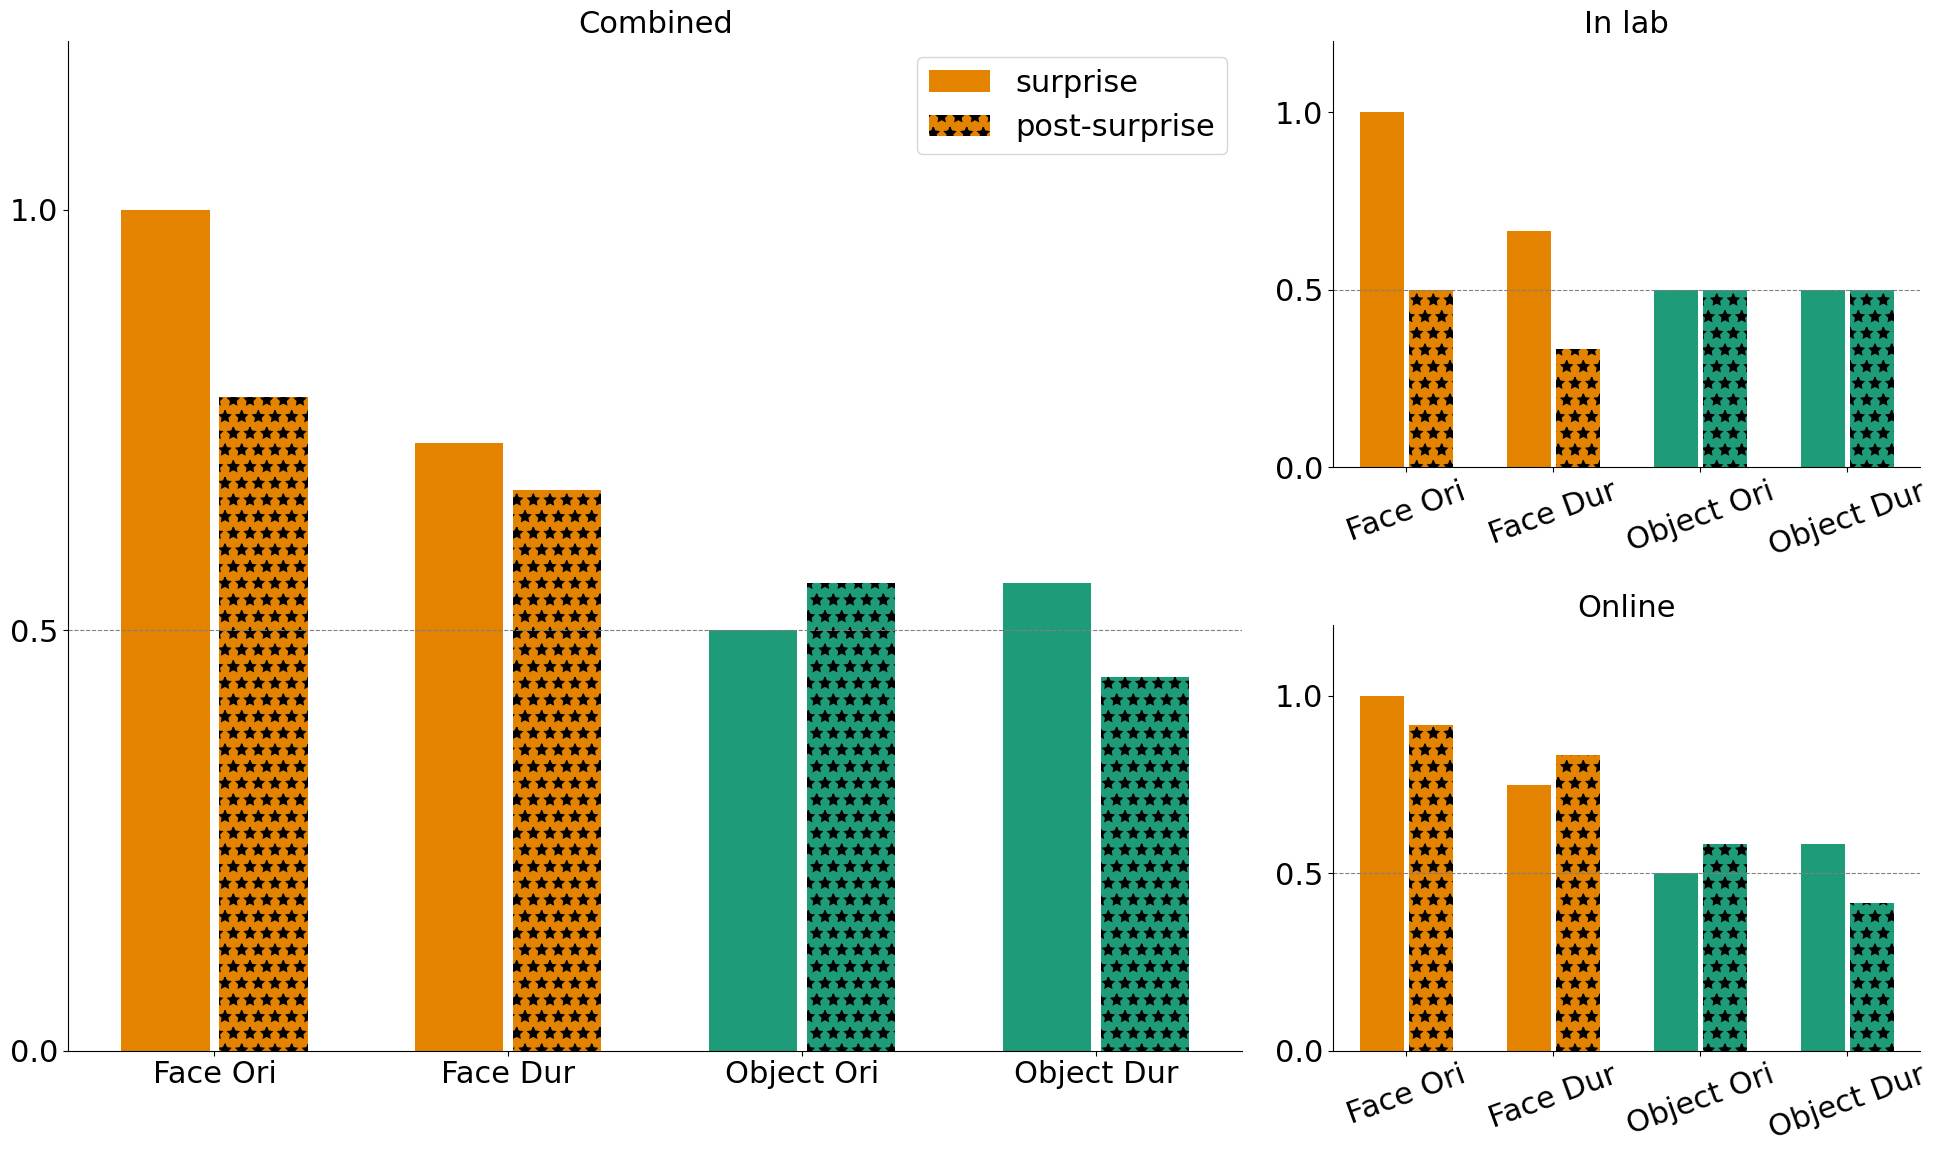 Combined
surprise
post-surprise
1.0
0.5
0.0
Face Ori
Face Dur
Object Ori
Object Dur
In lab
1.0
0.5
0.0
Face Ori
Face Dur
Object Ori
Object Dur
Online
1.0
0.5
0.0
Face Ori
Face Dur
Object Ori
Object Dur